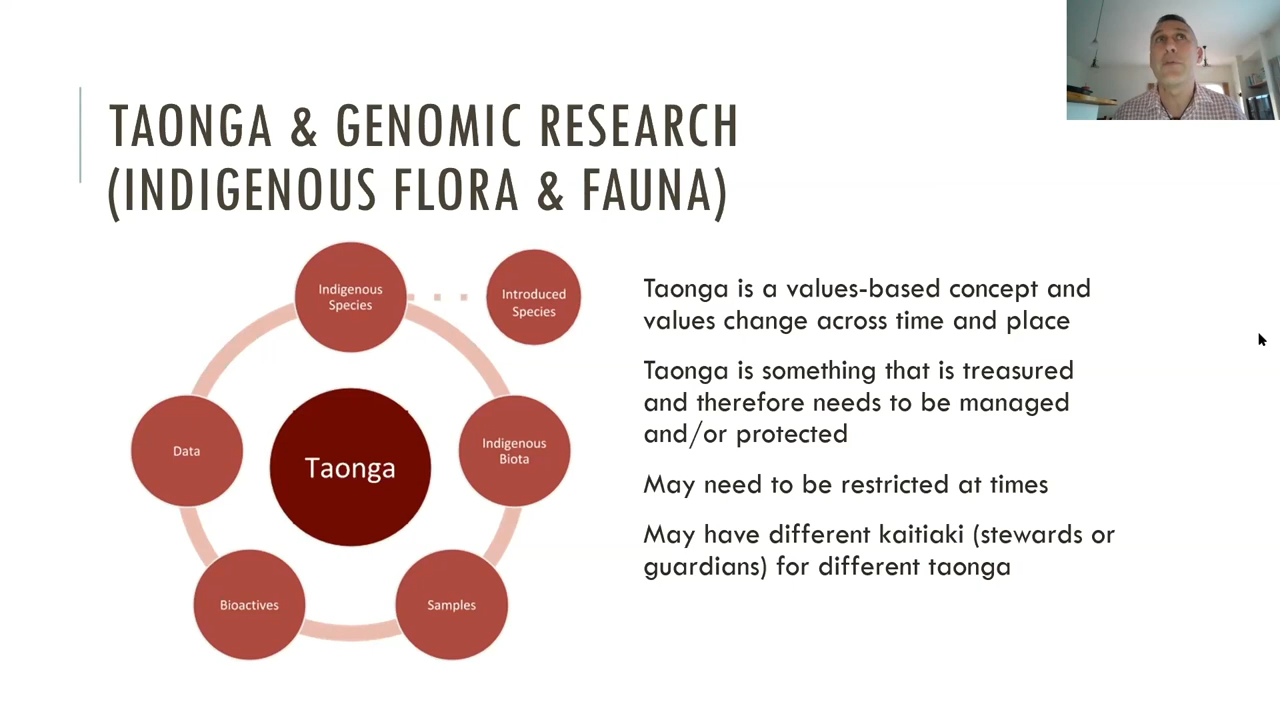 TAONGA & GENOMIC RESEARCH
(INDIGENOUS FLORA & FAUNA)
Indigenous
Species
Introduced
Species
Data
Taonga
Indigenous
Biota
Bioactives
Samples
Taonga is a values-based concept and
values change across time and place
Taonga is something that is treasured
and therefore needs to be managed
and/or protected
May need to be restricted at times
May have different kaitiaki (stewards or
guardians) for different taonga